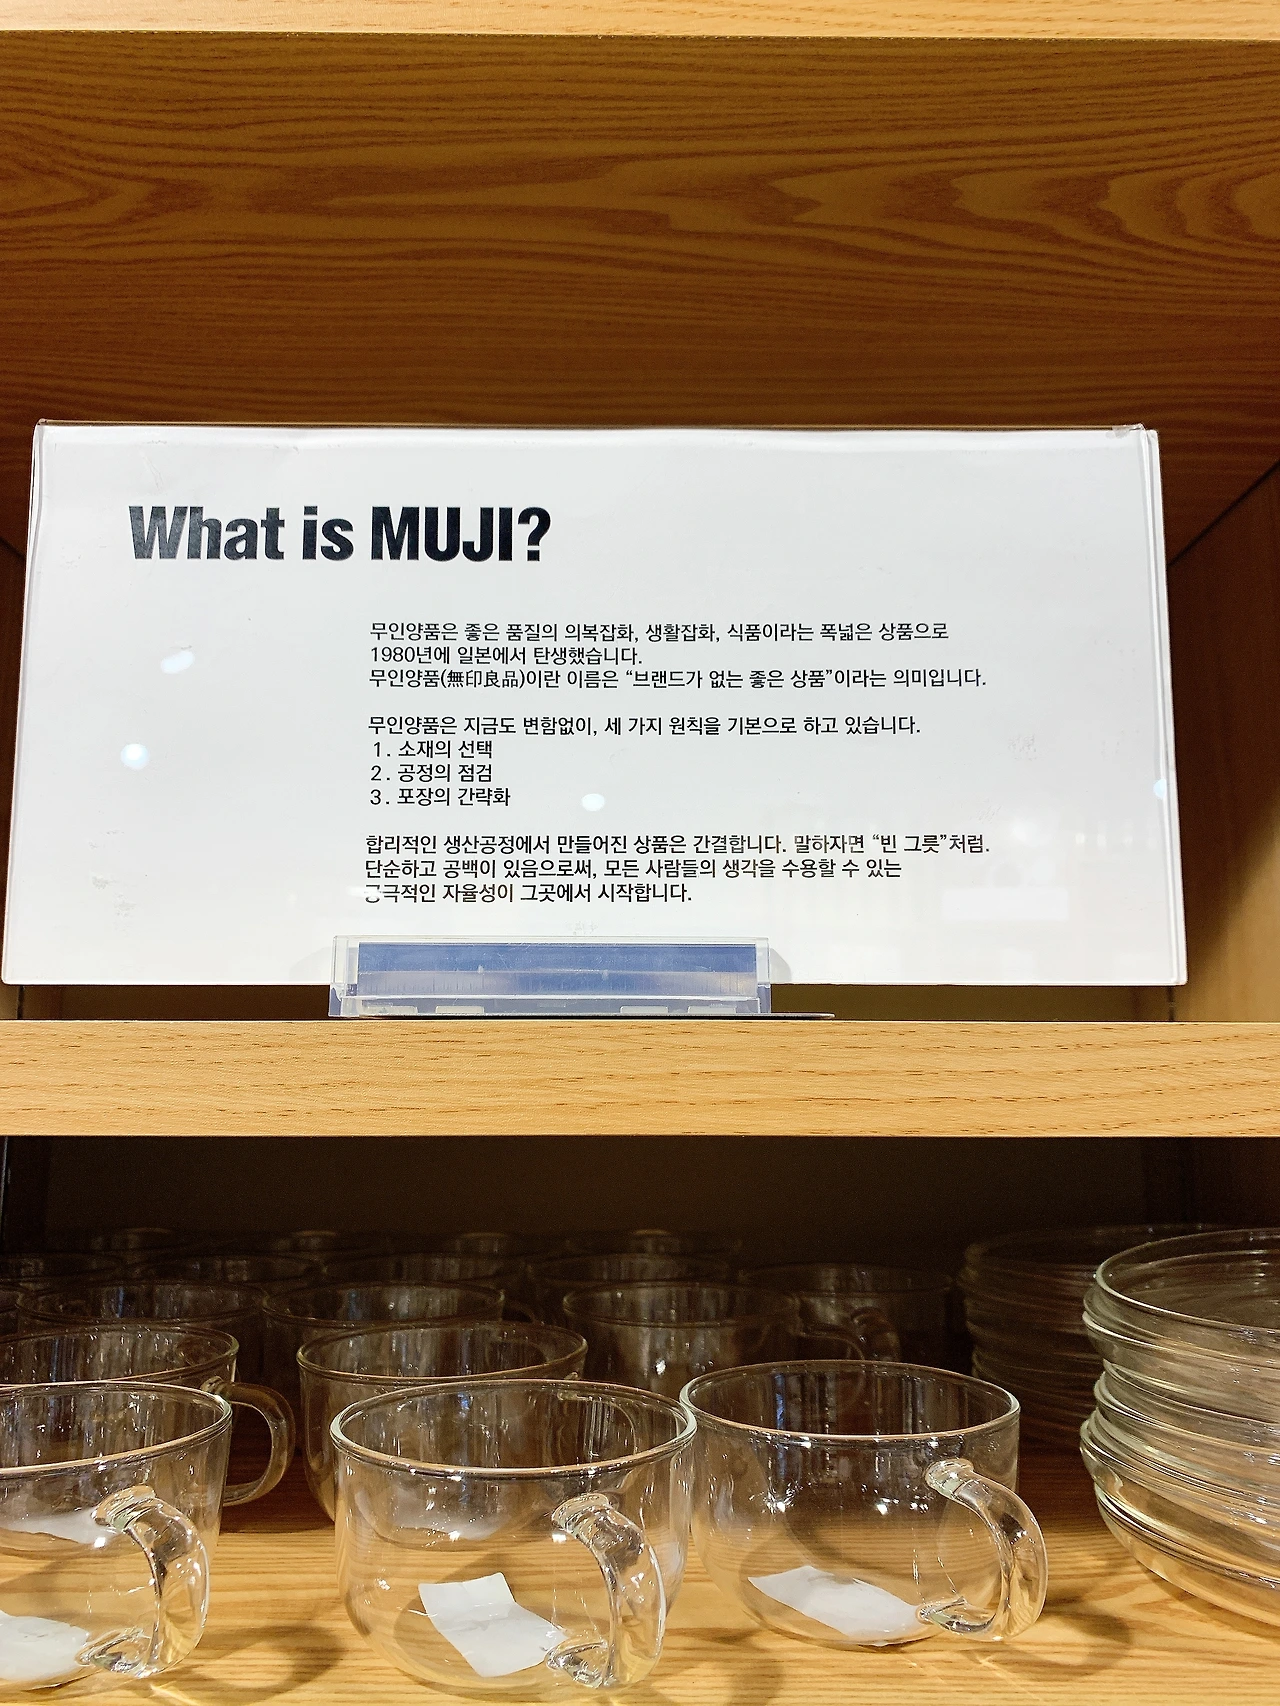 What is MUJI?
무인양품은 좋은 품질의 의복잡화, 생활잡화, 식품이라는 폭넓은 상품으로
1980년에 일본에서 탄생했습니다.
무인양품(無印良品)이란 이름은 “브랜드가 없는 좋은 상품”이라는 의미입니다.
무인양품은 지금도 변함없이, 세 가지 원칙을 기본으로 하고 있습니다.
1. 소재의 선택
2. 공정의 점검
3. 포장의 간략화
합리적인 생산공정에서 만들어진 상품은 간결합니다. 말하자면 “빈 그릇”처럼.
단순하고 공백이 있음으로써, 모든 사람들의 생각을 수용할 수 있는
궁극적인 자율성이 그곳에서 시작합니다.